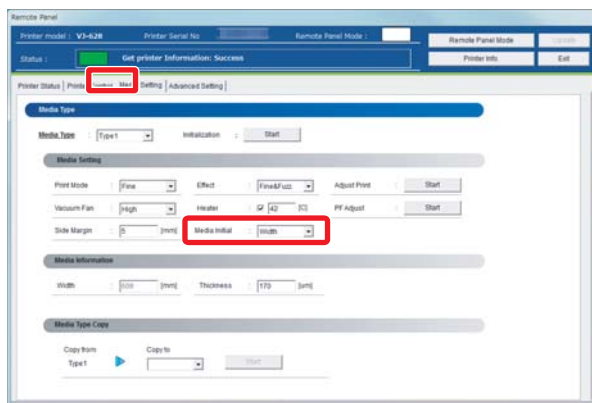 Remote Panel
Printer model : VJ-628 Printer Serial No Remote Panel Mode : Remote Panel Mode
Status : Get printer Information: Success Printer Info. Exit
Printer Status Setting Advanced Setting
Media Type
Media Type : Type1 Initialization : Start
Media Setting
Print Mode : Fine Effect : Fine&Fuzz Adjust Print : Start
Vacuum Fan : High Heater : 42 [C] PF Adjust : Start
Side Margin : 5 [mm] Media Initial : Width
Media Information
Width : [mm] Thickness : 170 [um]
Media Type Copy
Copy from Copy to
Type1 Start